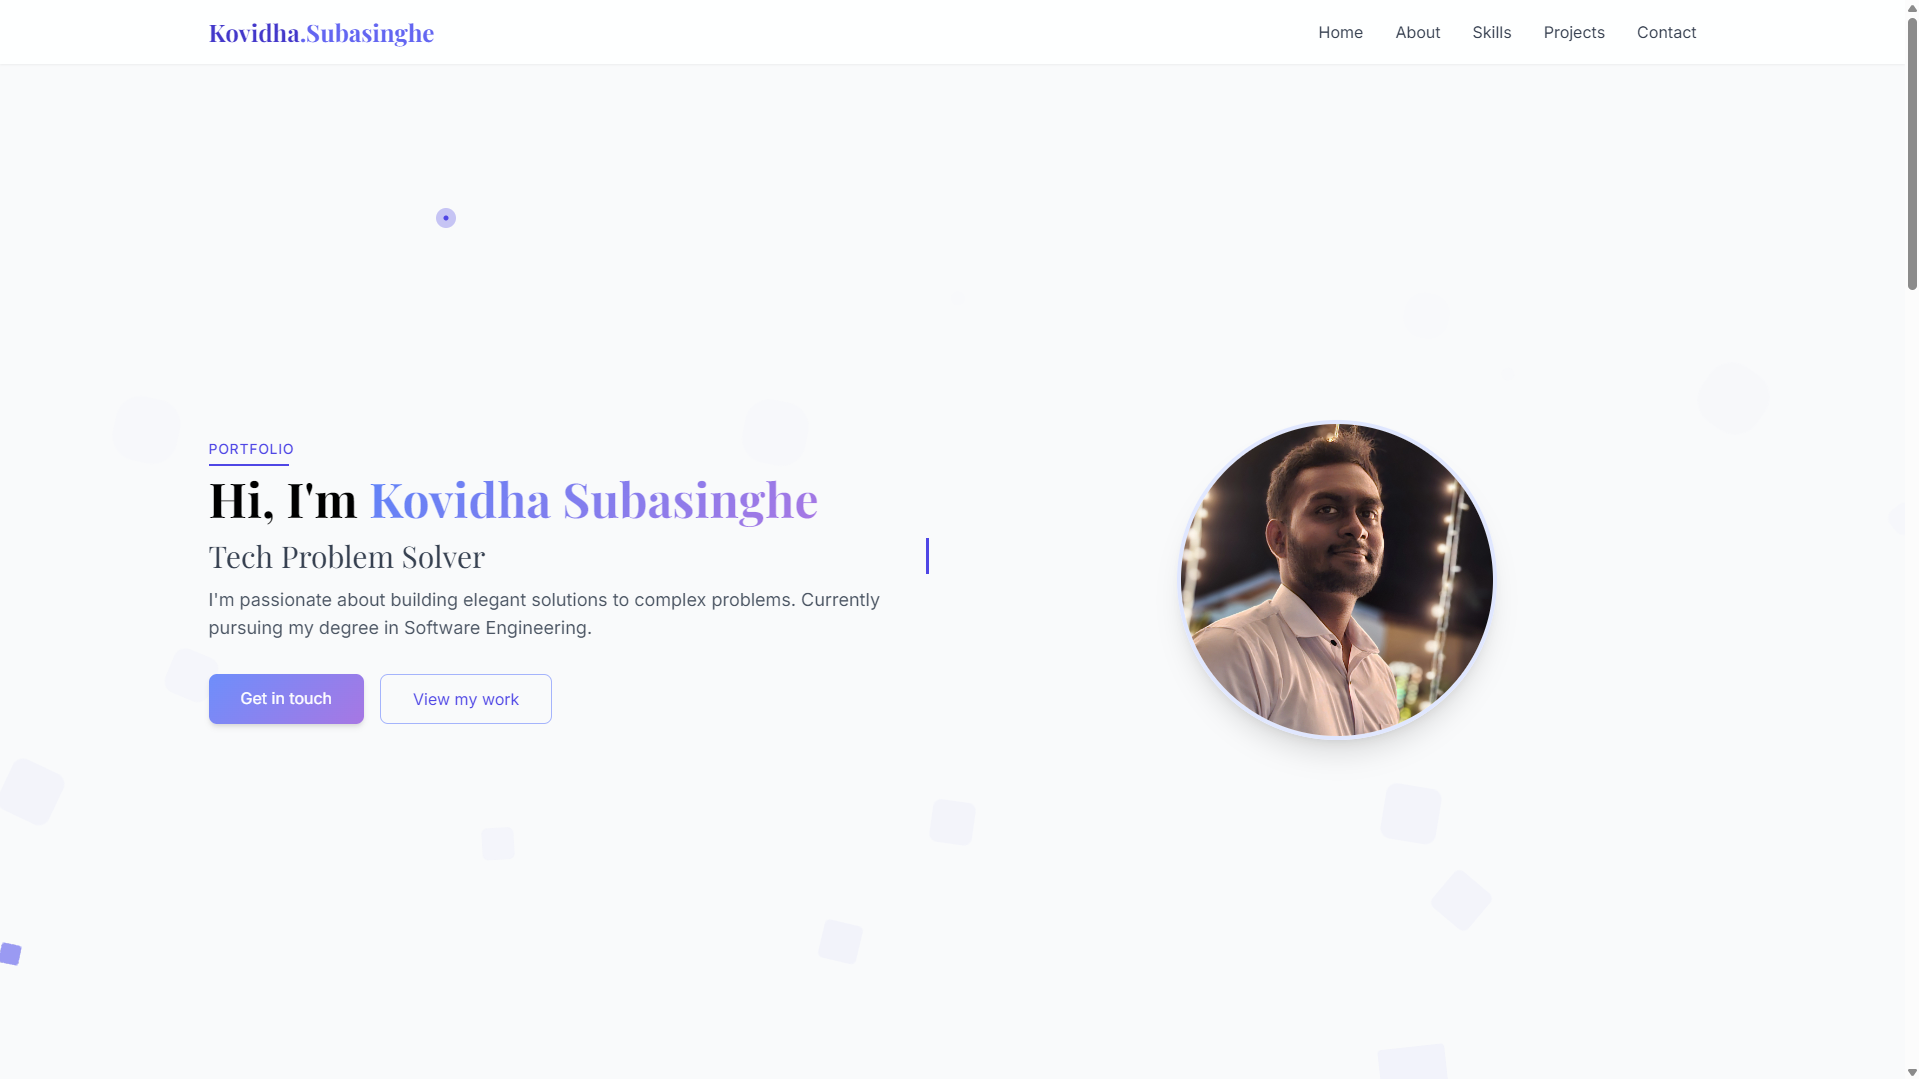 Kovidha.Subasinghe
Home About Skills Projects Contact
PORTFOLIO
Hi, I'm Kovidha Subasinghe
Tech Problem Solver
I'm passionate about building elegant solutions to complex problems. Currently
pursuing my degree in Software Engineering.
Get in touch
View my work